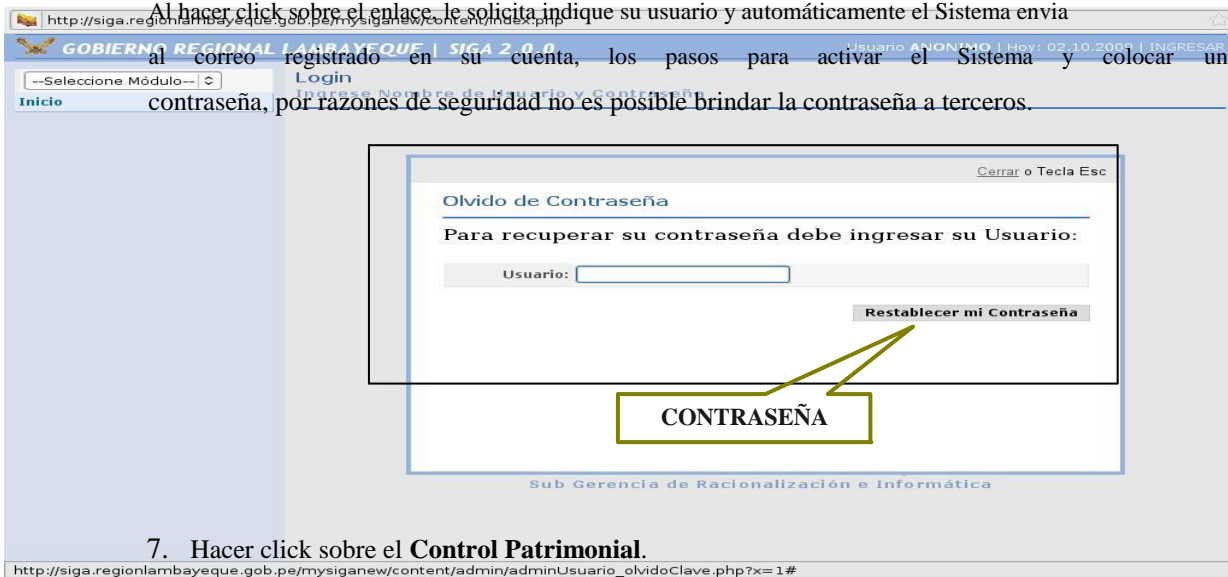 Al hacer click sobre el enlace, le solicita indique su usuario y automáticamente el Sistema envia
http://siga.regionlambayeque.gob.pe/mysiganew/content/index.php
GOBIERNO REGIONAL LAMBAYEQUE | SIGA 2.0.0
Usuario ANONIMO | Hoy: 02.10.2009 | INGRESAR
al correo registrado en su cuenta, los pasos para activar el Sistema y colocar un
--Seleccione Módulo--
Login
Inicio
Ingrese Nombre de Usuario y Contraseña
contraseña, por razones de seguridad no es posible brindar la contraseña a terceros.
Cerrar o Tecla Esc
Olvido de Contraseña
Para recuperar su contraseña debe ingresar su Usuario:
Usuario:
Restablecer mi Contraseña
CONTRASEÑA
Sub Gerencia de Racionalización e Informática
7. Hacer click sobre el Control Patrimonial.
http://siga.regionlambayeque.gob.pe/mysiganew/content/admin/adminUsuario_olvidoClave.php?x=1#